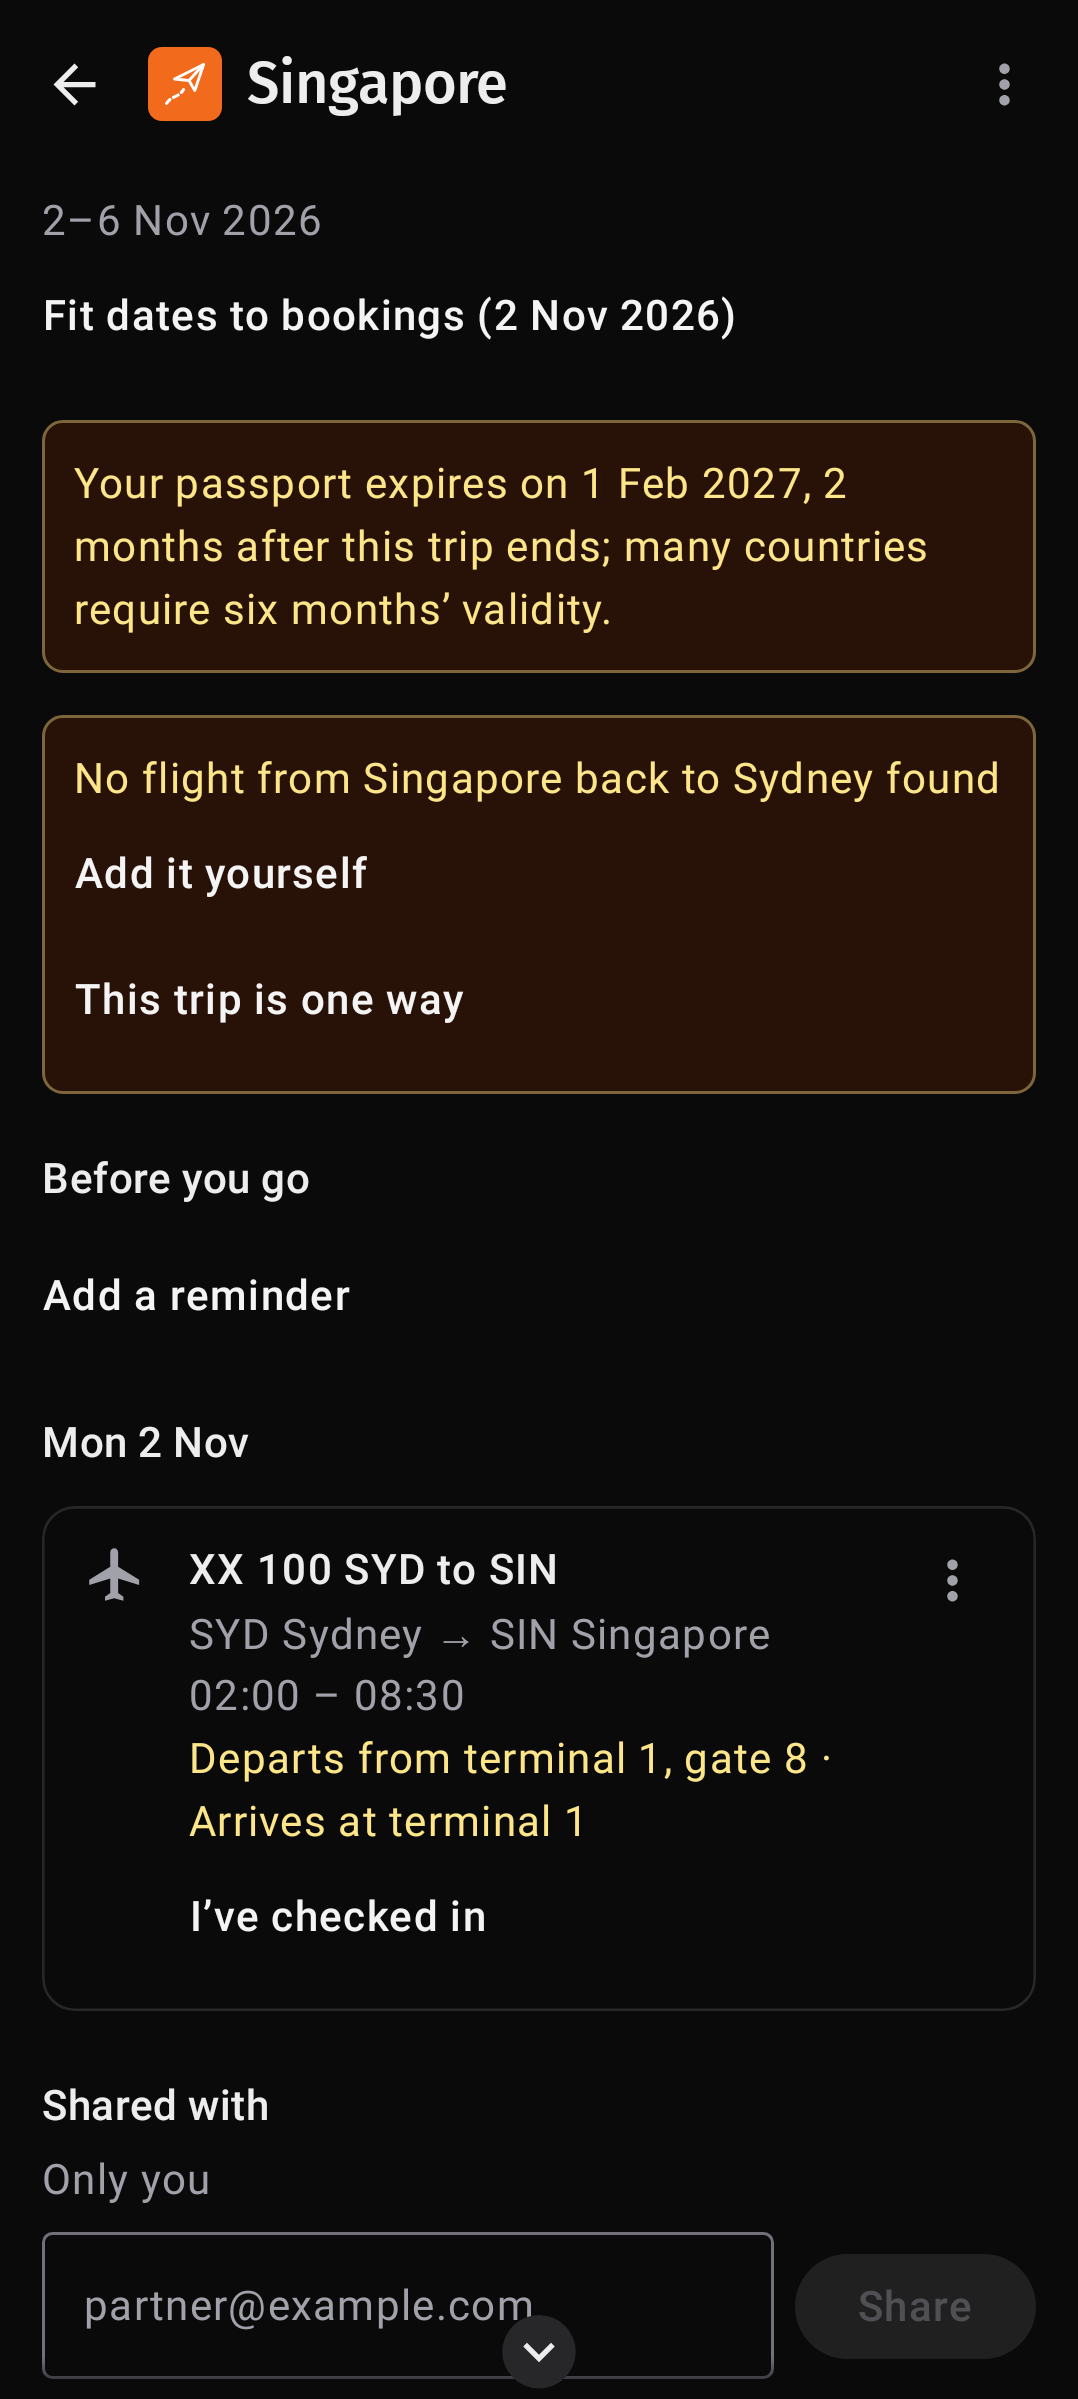 Singapore
2–6 Nov 2026
Fit dates to bookings (2 Nov 2026)
Your passport expires on 1 Feb 2027, 2
months after this trip ends; many countries
require six months’ validity.
No flight from Singapore back to Sydney found
Add it yourself
This trip is one way
Before you go
Add a reminder
Mon 2 Nov
XX 100 SYD to SIN
SYD Sydney → SIN Singapore
02:00 – 08:30
Departs from terminal 1, gate 8 ·
Arrives at terminal 1
I’ve checked in
Shared with
Only you
partner@example.com
Share